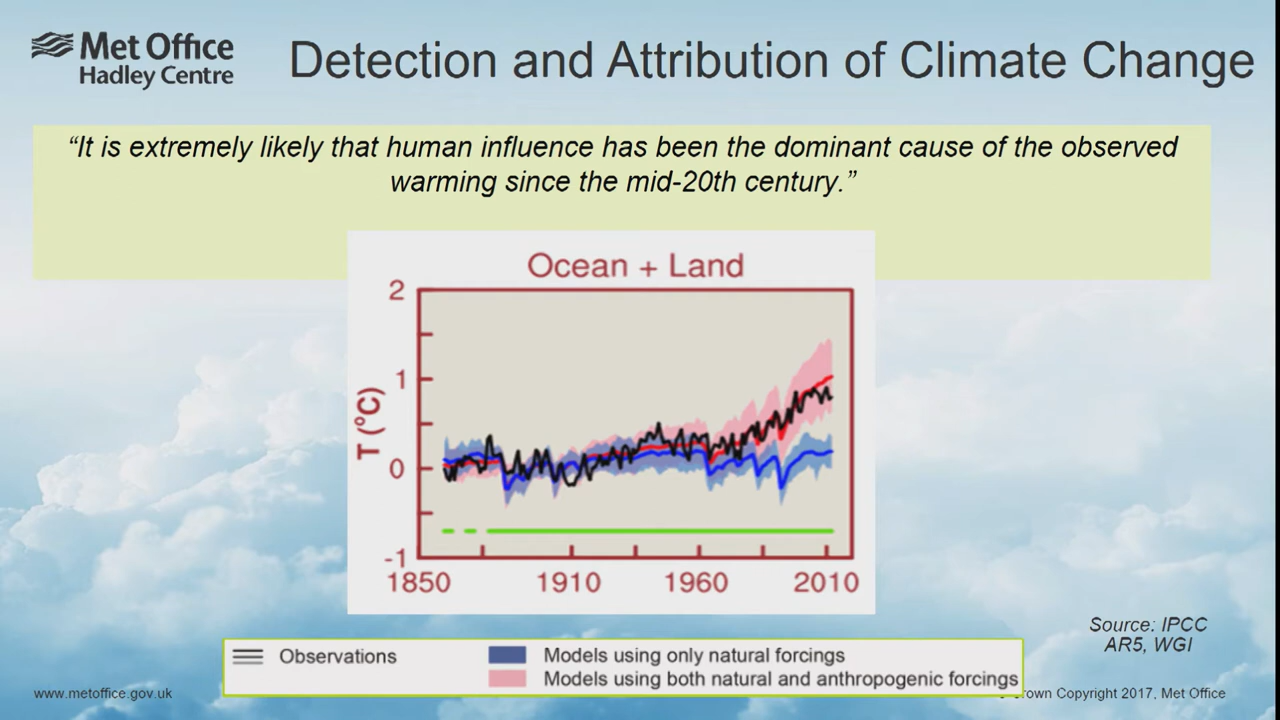 Met Office
Hadley Centre
Detection and Attribution of Climate Change
“It is extremely likely that human influence has been the dominant cause of the observed
warming since the mid-20th century.”
Ocean + Land
T (°C)
2
1
0
-1
1850 1910 1960 2010
Observations
Models using only natural forcings
Models using both natural and anthropogenic forcings
Source: IPCC
AR5, WGI
www.metoffice.gov.uk
Crown Copyright 2017, Met Office